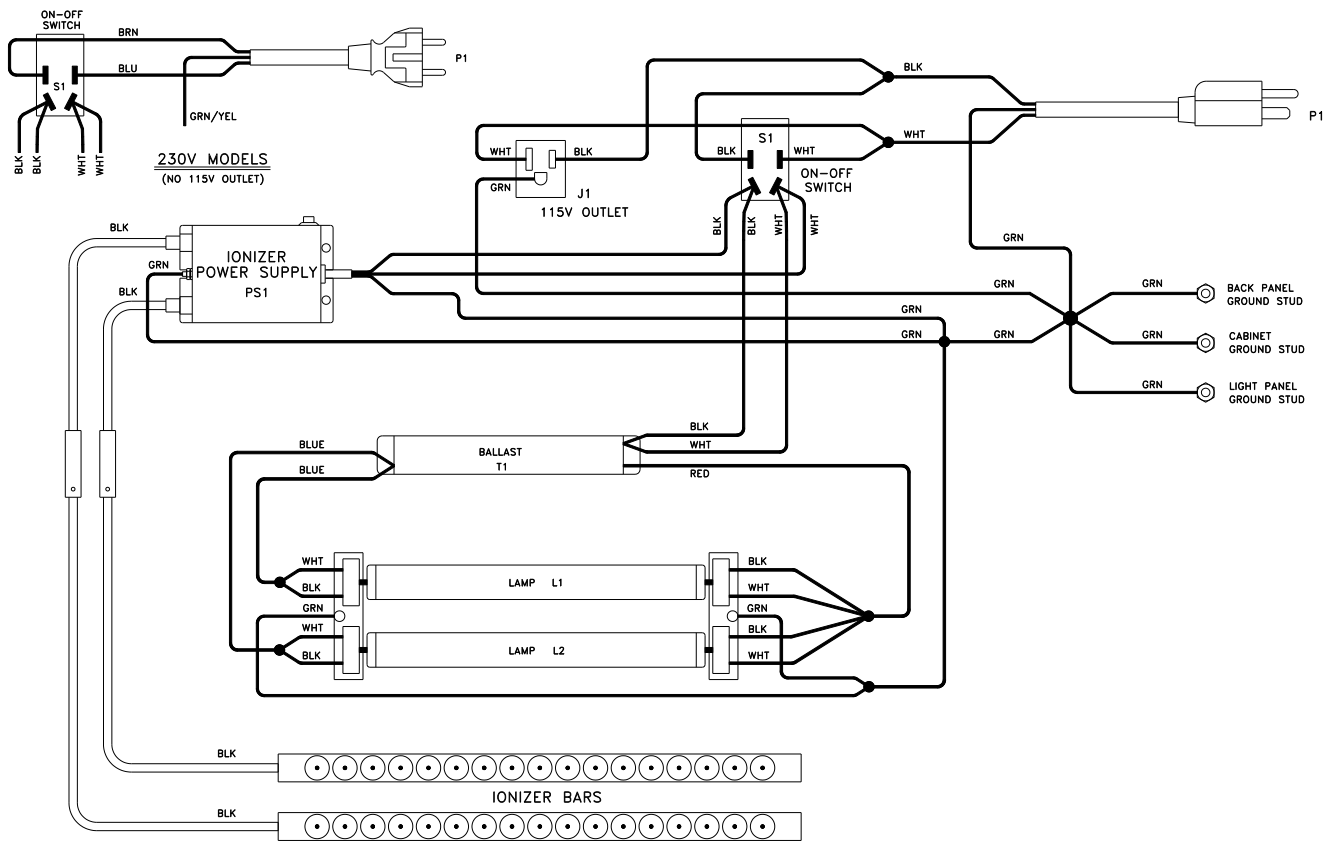 ON-OFF
SWITCH
BRN
BLU
S1
P1
GRN/YEL
BLK
BLK
WHT
WHT
230V MODELS
(NO 115V OUTLET)
BLK
WHT
P1
WHT
BLK
GRN
J1
115V OUTLET
BLK
S1
WHT
ON-OFF
SWITCH
BLK
BLK
WHT
WHT
GRN
BLK
GRN
BLK
IONIZER
POWER SUPPLY
PS1
GRN
GRN
GRN
GRN
GRN
BACK PANEL
GROUND STUD
GRN
CABINET
GROUND STUD
GRN
LIGHT PANEL
GROUND STUD
BLUE
BLUE
BALLAST
T1
BLK
WHT
RED
WHT
BLK
GRN
WHT
BLK
LAMP L1
LAMP L2
BLK
WHT
GRN
BLK
WHT
BLK
IONIZER BARS
BLK